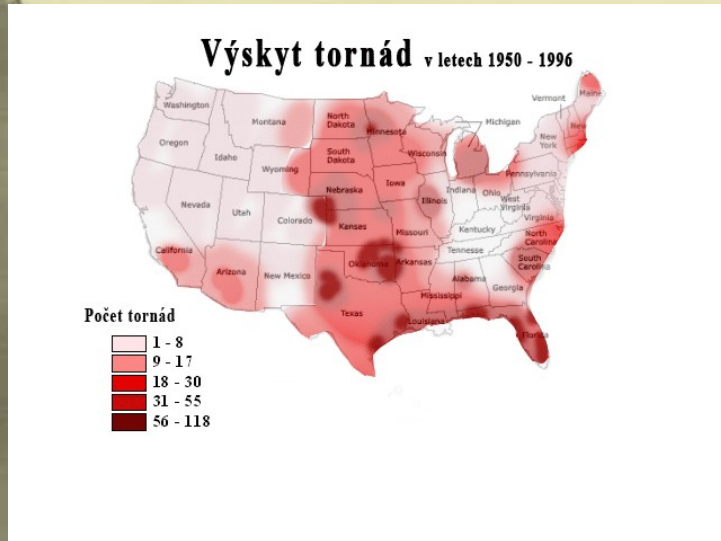 Výskyt tornád v letech 1950 - 1996
Washington
Oregon
Idaho
Montana
Wyoming
Nevada
Utah
Colorado
California
Arizona
New Mexico
North
Dakota
South
Dakota
Nebraska
Kansas
Oklahoma
Texas
Minnesota
Iowa
Missouri
Arkansas
Louisiana
Wisconsin
Illinois
Michigan
Indiana
Ohio
Kentucky
Tennessee
Mississippi
Alabama
Georgia
Florida
South
Carolina
North
Carolina
Virginia
West
Virginia
Pennsylvania
New
York
Vermont
Maine
New
Počet tornád
1 - 8
9 - 17
18 - 30
31 - 55
56 - 118